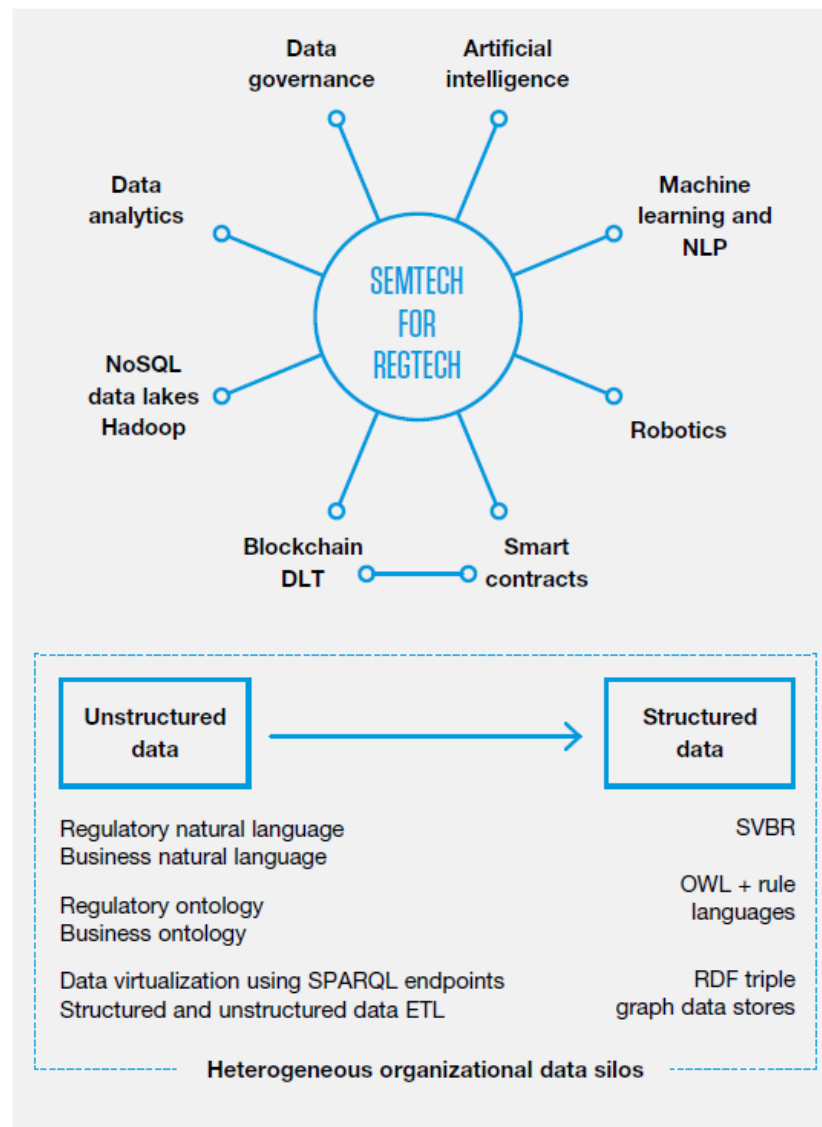 Data
governance
Artificial
intelligence
Data
analytics
Machine
learning and
NLP
SEMTECH
FOR
REGTECH
NoSQL
data lakes
Hadoop
Robotics
Blockchain
DLT
Smart
contracts
Unstructured
data
Structured
data
Regulatory natural language
Business natural language
SVBR
Regulatory ontology
Business ontology
OWL + rule
languages
Data virtualization using SPARQL endpoints
Structured and unstructured data ETL
RDF triple
graph data stores
Heterogeneous organizational data silos